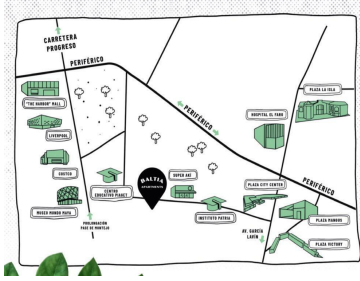 CARRETERA
PROGRESO
PERIFÉRICO
"THE HARBOR" MALL
LIVERPOOL
COSTCO
MUSEO MUNDO MAYA
CENTRO
EDUCATIVO PIAGET
PROLONGACIÓN
PASE DE MONTEJO
BALTIA
APARTMENTS
SUPER AKI
INSTITUTO PATRIA
PERIFÉRICO
HOSPITAL EL FARO
PLAZA LA ISLA
PLAZA CITY CENTER
PERIFÉRICO
PLAZA MANGUS
AV. GARCÍA
LAVÍN
PLAZA VICTORY